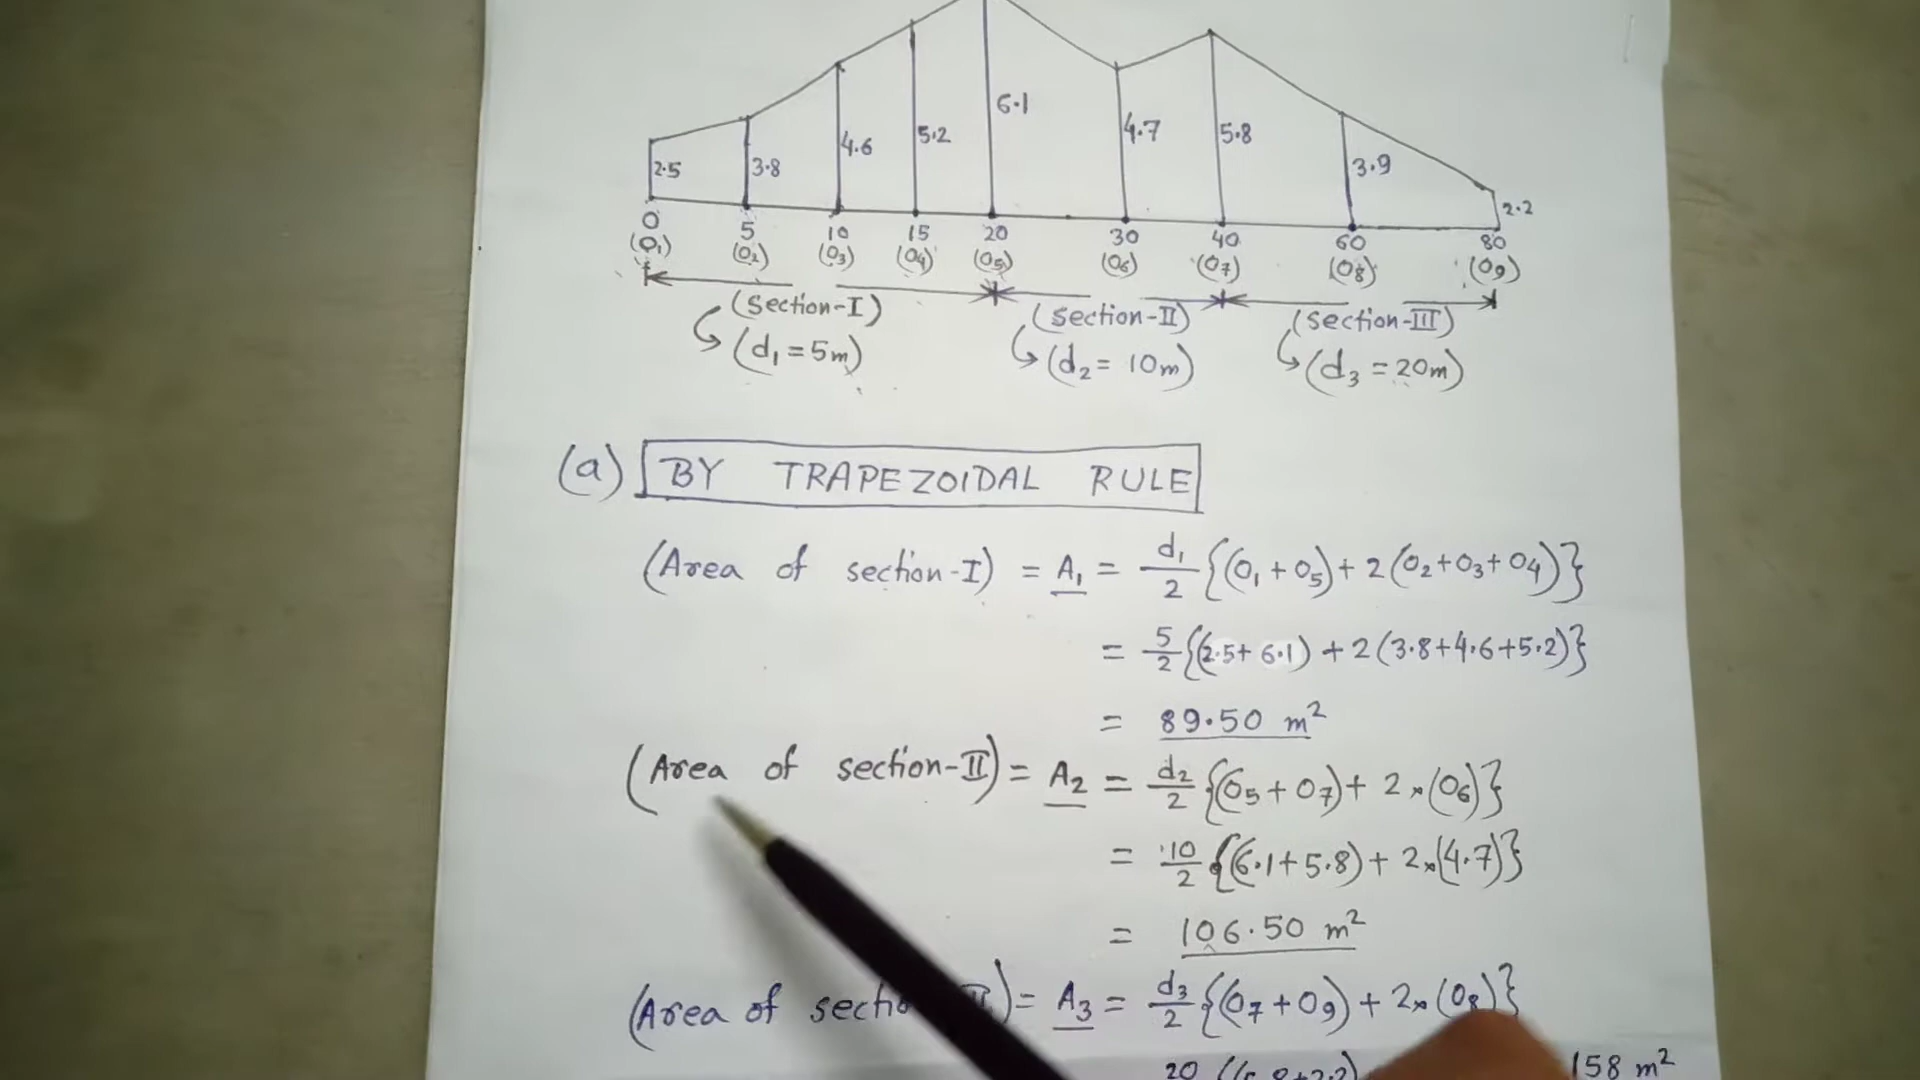 6.1
2.5 3.8 4.6 5.2 4.7 5.8 3.9 2.2
0 5 10 15 20 30 40 60 80
(O₁) (O₂) (O₃) (O₄) (O₅) (O₆) (O₇) (O₈) (O₉)
(section-I) (section-II) (section-III)
(d₁ = 5m) (d₂ = 10m) (d₃ = 20m)
(a) BY TRAPEZOIDAL RULE
(Area of section-I) = A₁ = d₁/2 {(O₁ + O₅) + 2 (O₂+O₃+O₄)}
= 5/2 {(2.5+ 6.1) + 2 (3.8+4.6+5.2)}
= 89.50 m²
(Area of section-II) = A₂ = d₂/2 {(O₅ + O₇) + 2 × (O₆)}
= 10/2 {(6.1+5.8) + 2×(4.7)}
= 106.50 m²
(Area of ) = A₃ = d₃/2 {(O₇ + O₉) + 2× (O₈)}
20 158 m²